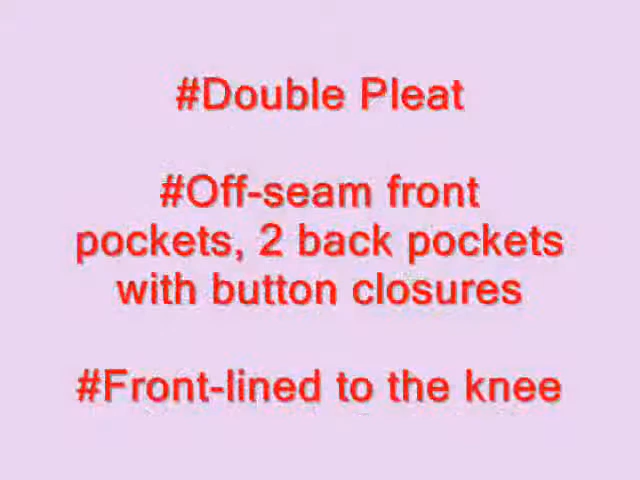 #Double Pleat
#Off-seam front
pockets, 2 back pockets
with button closures
#Front-lined to the knee